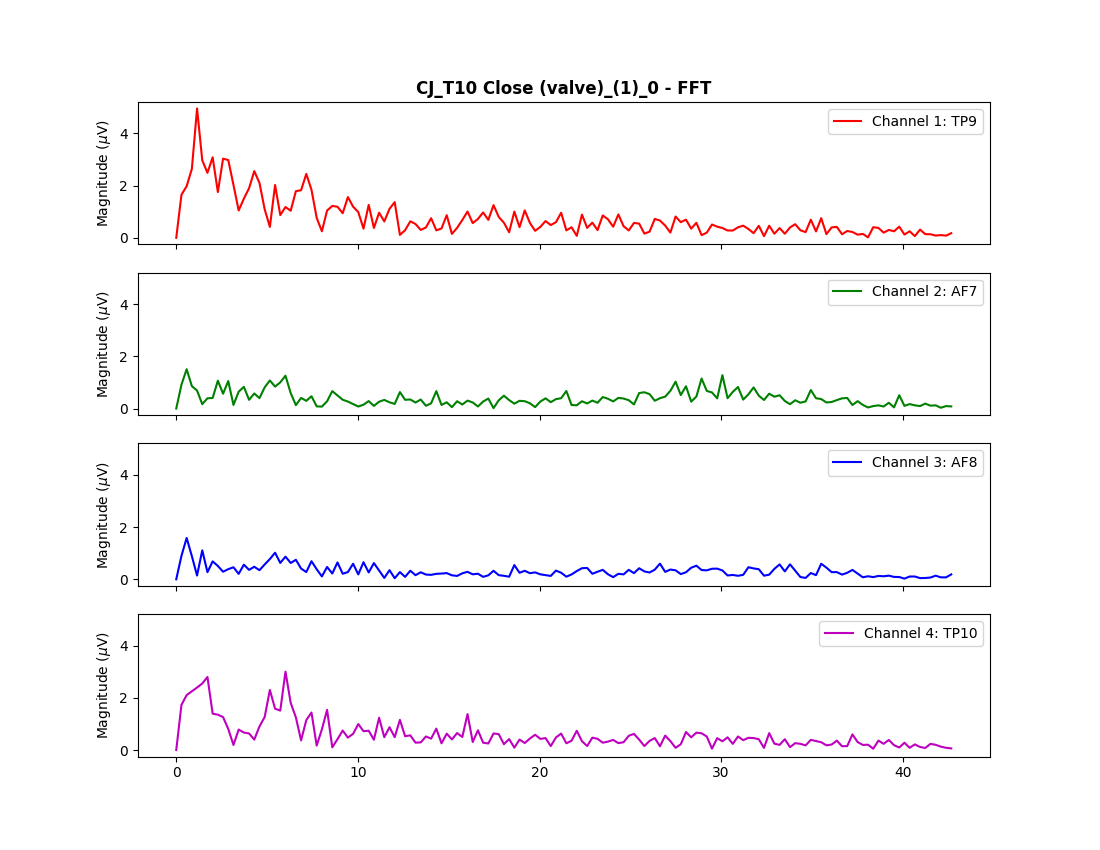 CJ_T10 Close (valve)_(1)_0 - FFT
Magnitude (μV)
4
2
0
Channel 1: TP9
Magnitude (μV)
4
2
0
Channel 2: AF7
Magnitude (μV)
4
2
0
Channel 3: AF8
Magnitude (μV)
4
2
0
Channel 4: TP10
0 10 20 30 40